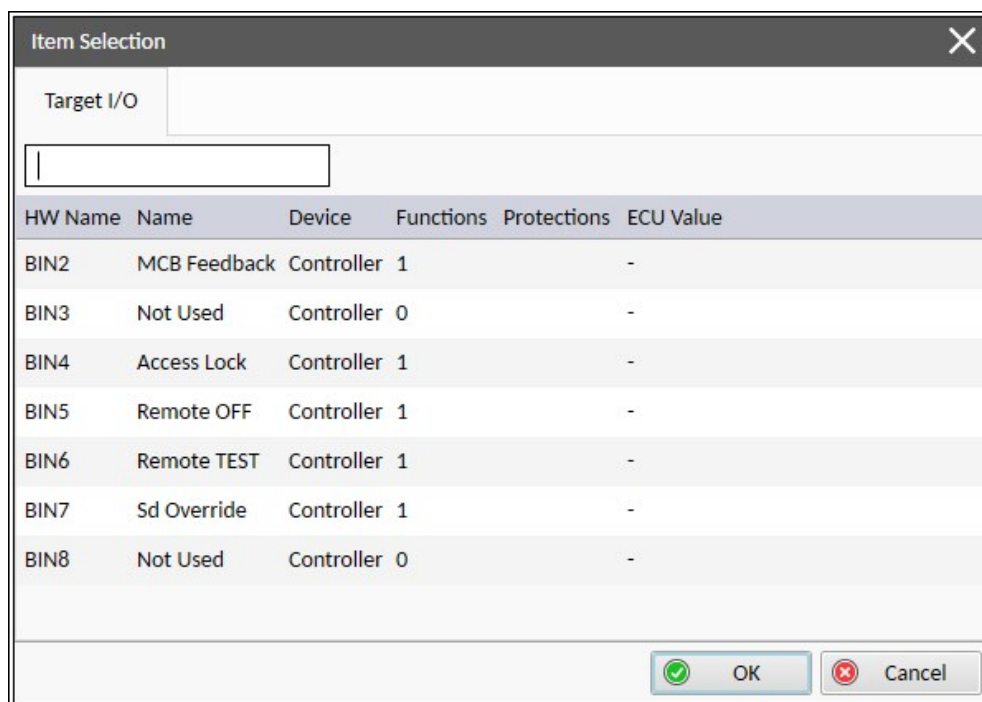 Item Selection
Target I/O
HW Name Name Device Functions Protections ECU Value
BIN2 MCB Feedback Controller 1 -
BIN3 Not Used Controller 0 -
BIN4 Access Lock Controller 1 -
BIN5 Remote OFF Controller 1 -
BIN6 Remote TEST Controller 1 -
BIN7 Sd Override Controller 1 -
BIN8 Not Used Controller 0 -
OK Cancel